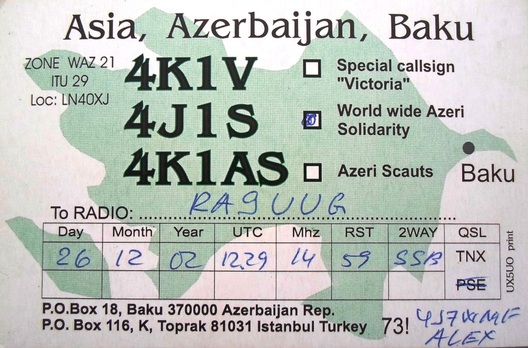 Asia, Azerbaijan, Baku
ZONE WAZ 21
ITU 29
Loc: LN40XJ
4K1V
Special callsign
"Victoria"
4J1S
World wide Azeri
Solidarity
4K1AS
Azeri Scouts
Baku
To RADIO: RA9UUG
Day Month Year UTC Mhz RST 2WAY QSL
26 12 02 12.29 14 59 SSB TNX
PSE
UX5UO print
P.O.Box 18, Baku 370000 Azerbaijan Rep.
P.O. Box 116, K, Toprak 81031 Istanbul Turkey 73!
ALEX